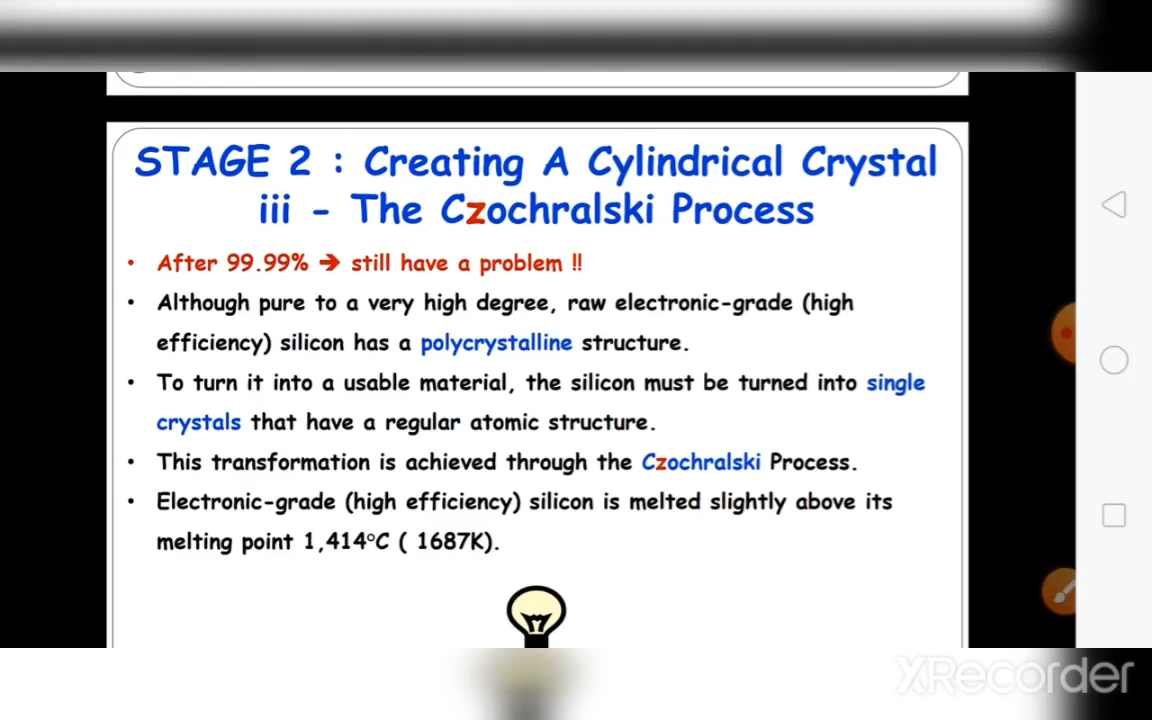 STAGE 2 : Creating A Cylindrical Crystal
iii - The Czochralski Process
• After 99.99% ➔ still have a problem !!
• Although pure to a very high degree, raw electronic-grade (high
efficiency) silicon has a polycrystalline structure.
• To turn it into a usable material, the silicon must be turned into single
crystals that have a regular atomic structure.
• This transformation is achieved through the Czochralski Process.
• Electronic-grade (high efficiency) silicon is melted slightly above its
melting point 1,414°C ( 1687K).
XRecorder